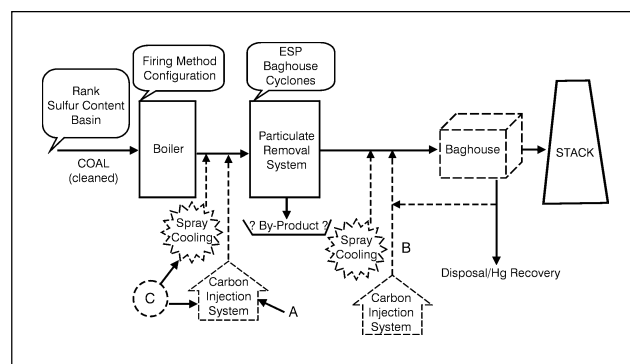 Firing Method
Configuration
ESP
Baghouse
Cyclones
Rank
Sulfur Content
Basin
Boiler
Particulate
Removal
System
Baghouse
STACK
COAL
(cleaned)
Spray
Cooling
? By-Product ?
Spray
Cooling
B
Disposal/Hg Recovery
C
Carbon
Injection
System
A
Carbon
Injection
System